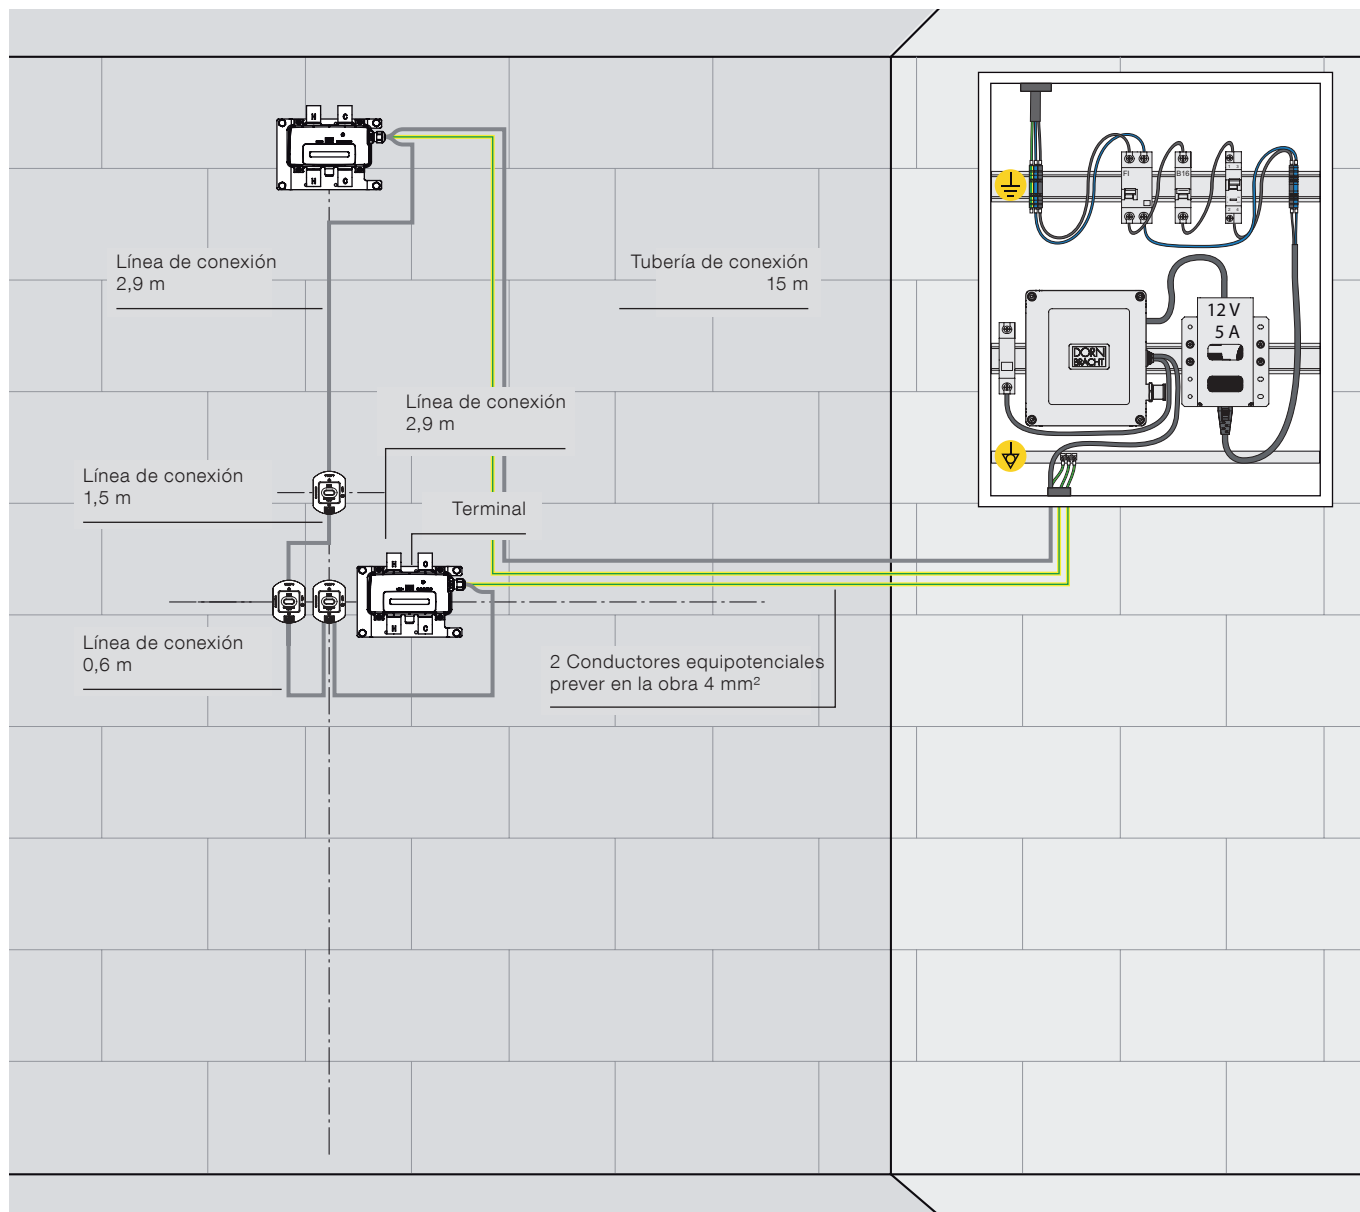 H C
H C
FI
B16
Línea de conexión
2,9 m
Tubería de conexión
15 m
12 V
5 A
DORN
BRACHT
Línea de conexión
2,9 m
Línea de conexión
1,5 m
Terminal
H C
H C
Línea de conexión
0,6 m
2 Conductores equipotenciales
prever en la obra 4 mm²